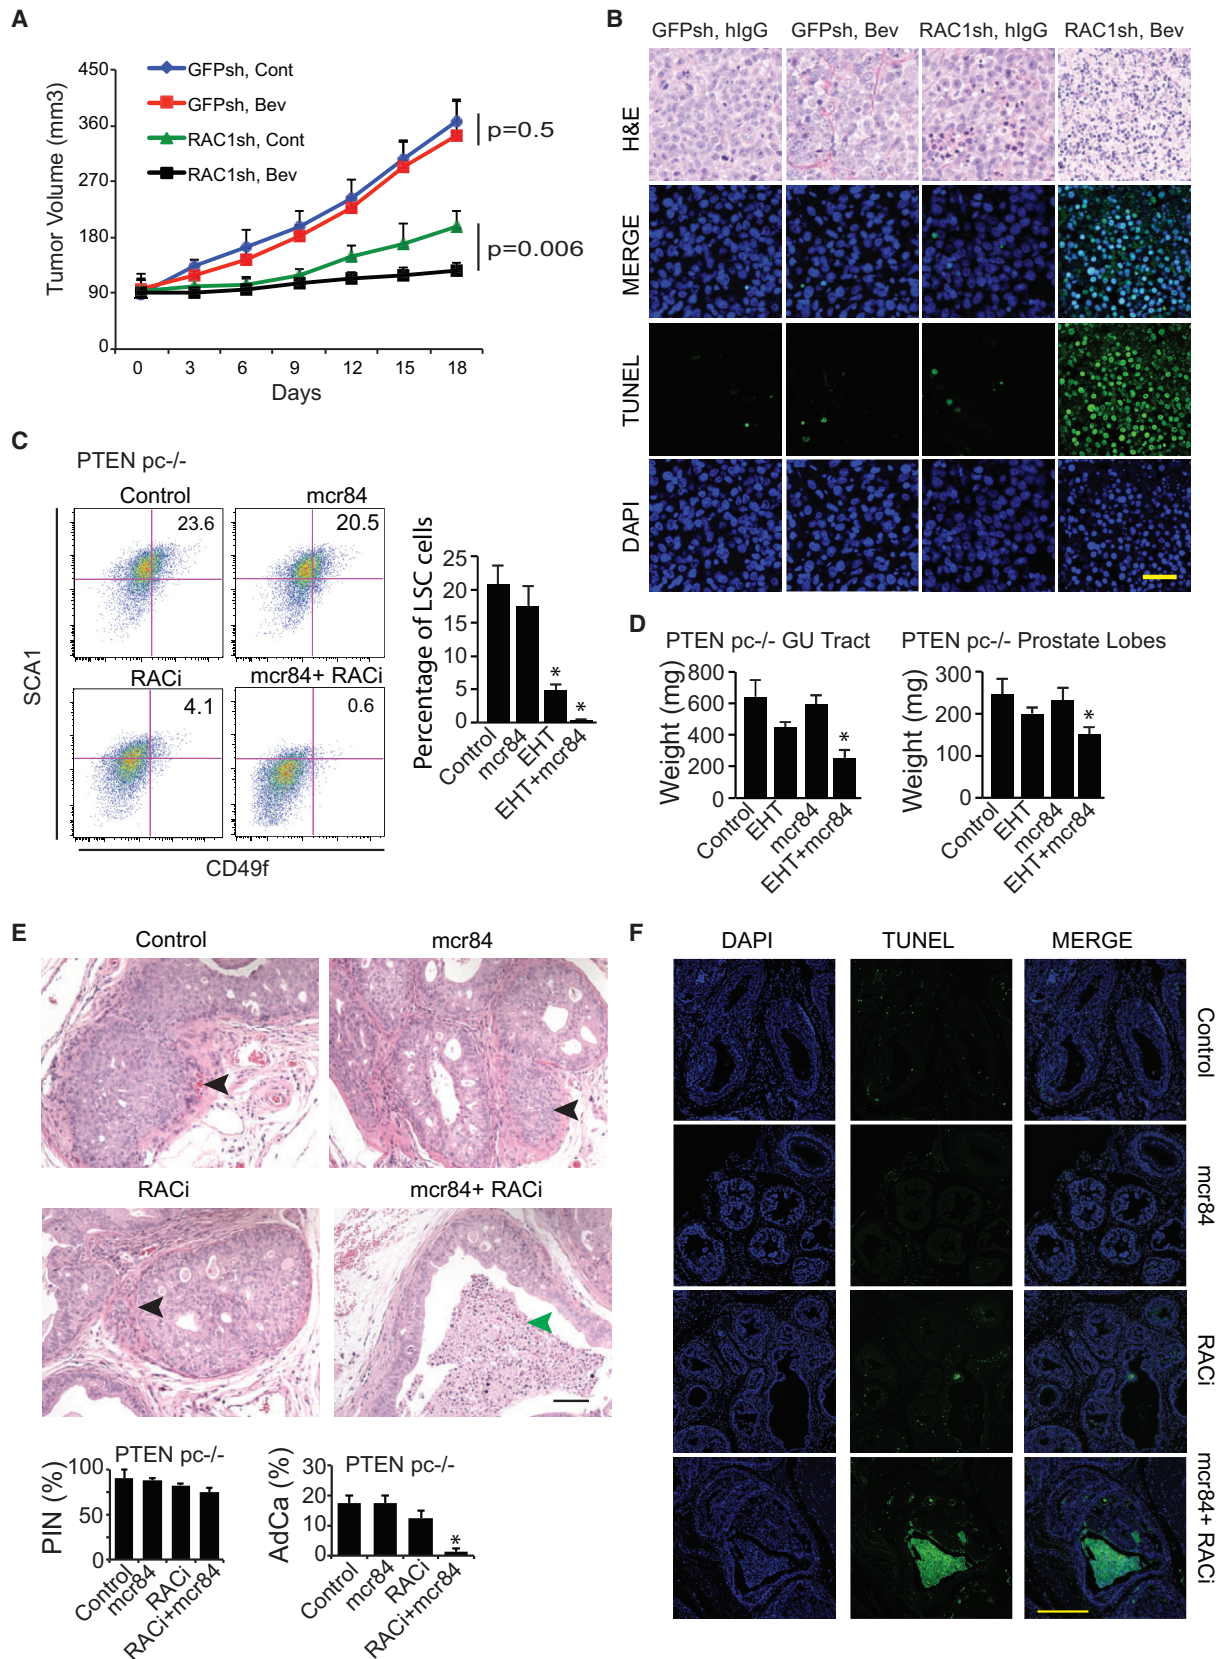 A
450
360
270
180
90
0
Tumor Volume (mm3)
GFPsh, Cont
GFPsh, Bev
RAC1sh, Cont
RAC1sh, Bev
p=0.5
p=0.006
0 3 6 9 12 15 18
Days
B
GFPsh, hIgG GFPsh, Bev RAC1sh, hIgG RAC1sh, Bev
H&E
MERGE
TUNEL
DAPI
C
PTEN pc-/-
Control mcr84
23.6 20.5
RACi mcr84+ RACi
4.1 0.6
SCA1
CD49f
Percentage of LSC cells
25
20
15
10
5
0
Control
mcr84
EHT
EHT+mcr84
*
*
D
PTEN pc-/- GU Tract
Weight (mg)
800
600
400
200
0
*
Control
EHT
mcr84
EHT+mcr84
PTEN pc-/- Prostate Lobes
Weight (mg)
300
200
100
0
*
Control
EHT
mcr84
EHT+mcr84
E
Control mcr84
RACi mcr84+ RACi
PTEN pc-/-
PIN (%)
100
50
0
Control
mcr84
RACi
RACi+mcr84
PTEN pc-/-
AdCa (%)
30
20
10
0
*
Control
mcr84
RACi
RACi+mcr84
F
DAPI TUNEL MERGE
Control
mcr84
RACi
mcr84+ RACi